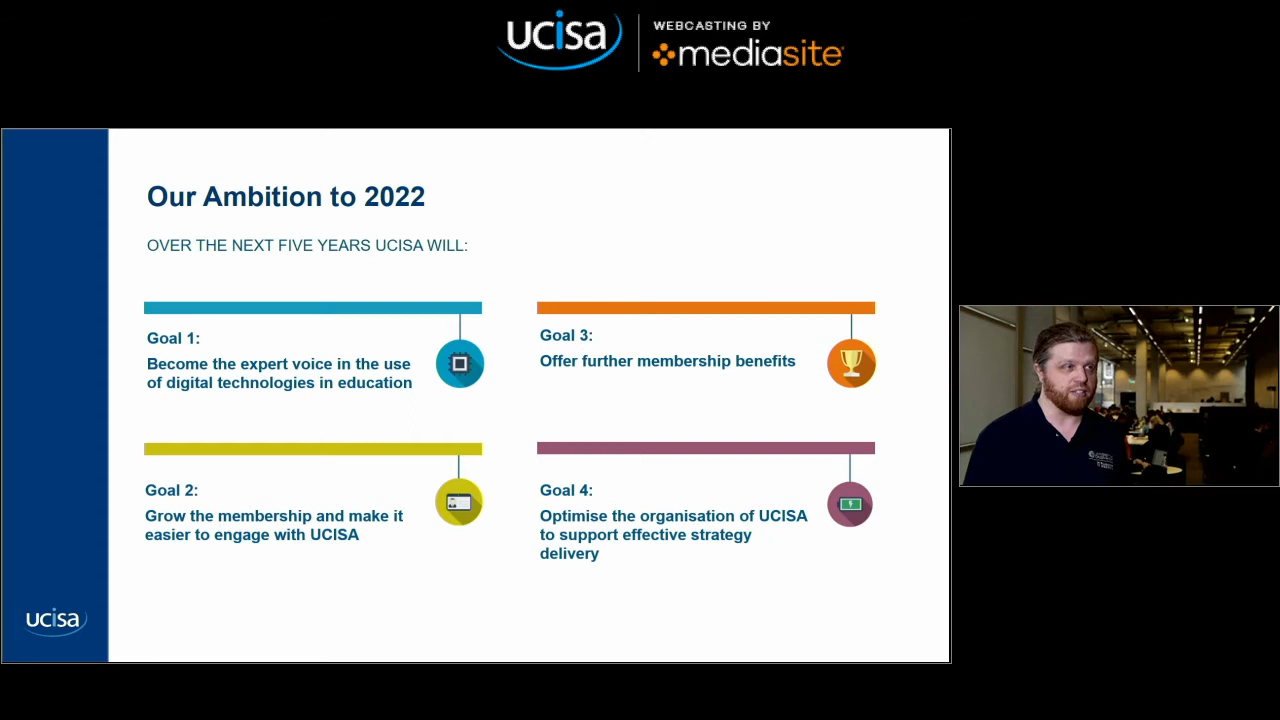 ucisa
WEBCASTING BY
mediasite
Our Ambition to 2022
OVER THE NEXT FIVE YEARS UCISA WILL:
Goal 1:
Become the expert voice in the use
of digital technologies in education
Goal 2:
Grow the membership and make it
easier to engage with UCISA
Goal 3:
Offer further membership benefits
Goal 4:
Optimise the organisation of UCISA
to support effective strategy
delivery
ucisa